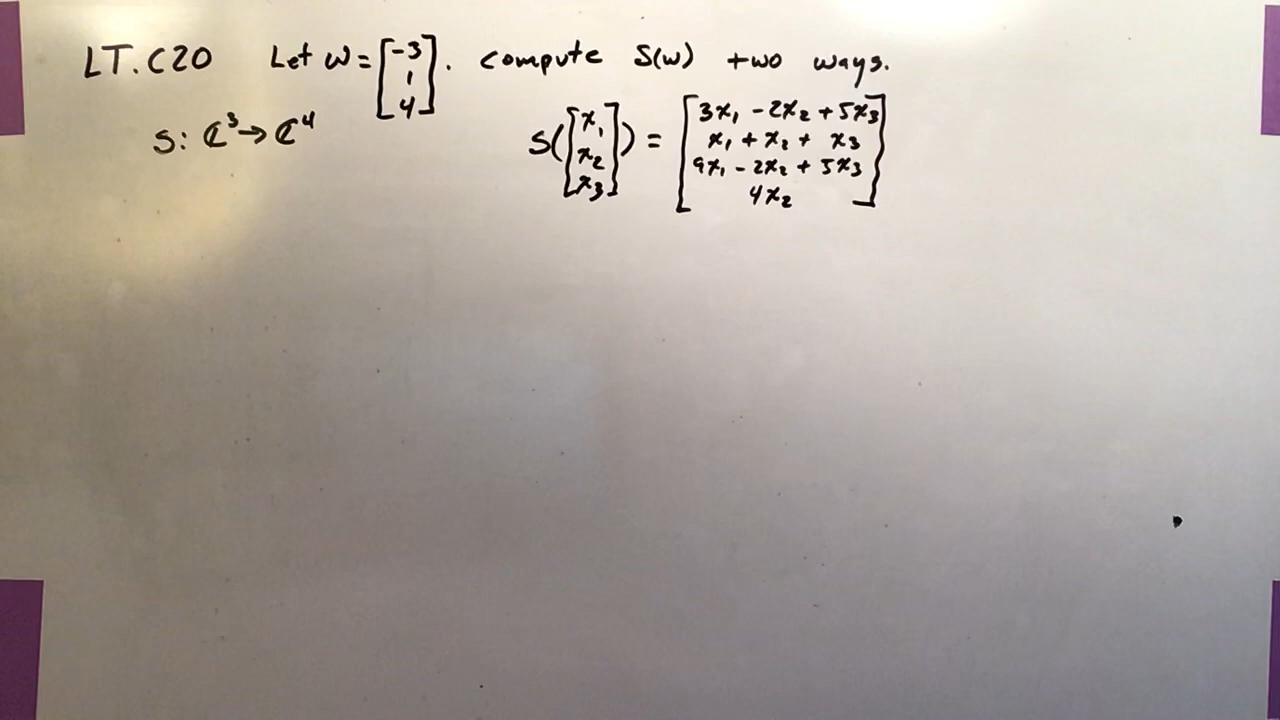 LT.C20 Let w = [-3 1 4]. compute S(w) two ways.
S: ℂ³→ℂ⁴ S([x₁ x₂ x₃]) =
[3x₁ - 2x₂ + 5x₃
x₁ + x₂ + x₃
9x₁ - 2x₂ + 5x₃
4x₂]